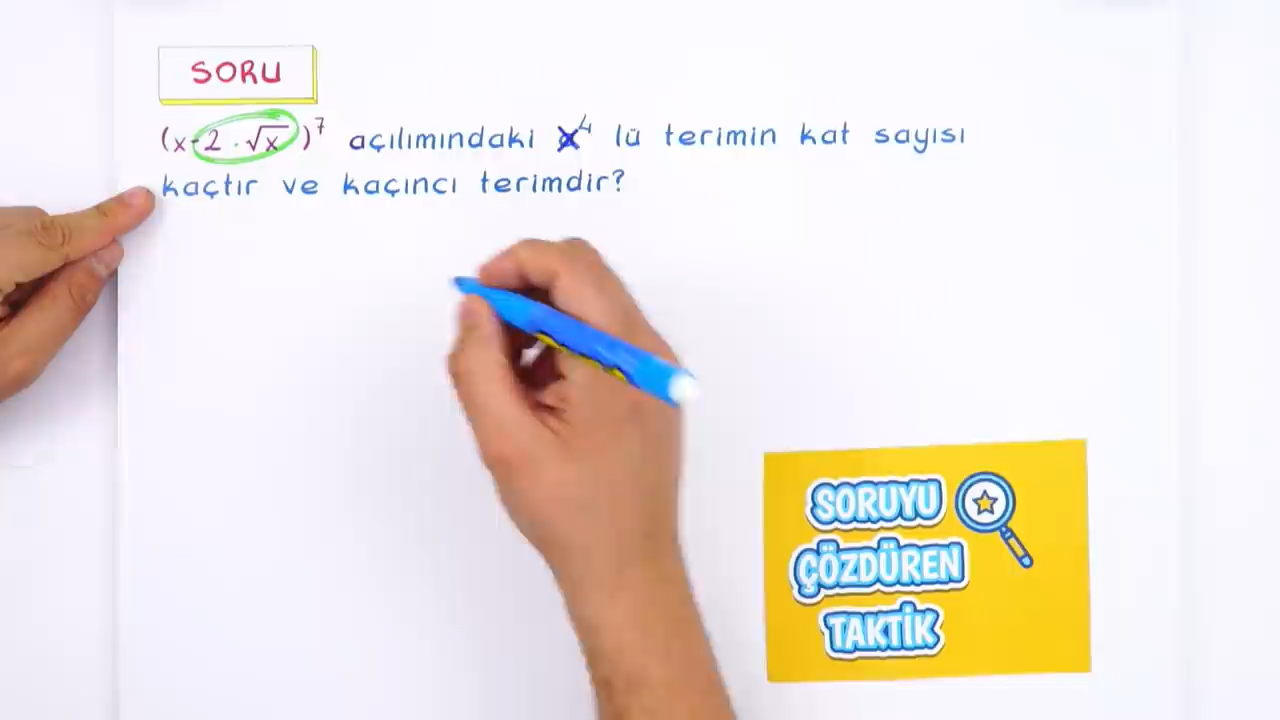 SORU
(x-2.√x)⁷ açılımındaki x⁴ lü terimin kat sayısı
kaçtır ve kaçıncı terimdir?
SORUYU
ÇÖZDÜREN
TAKTİK